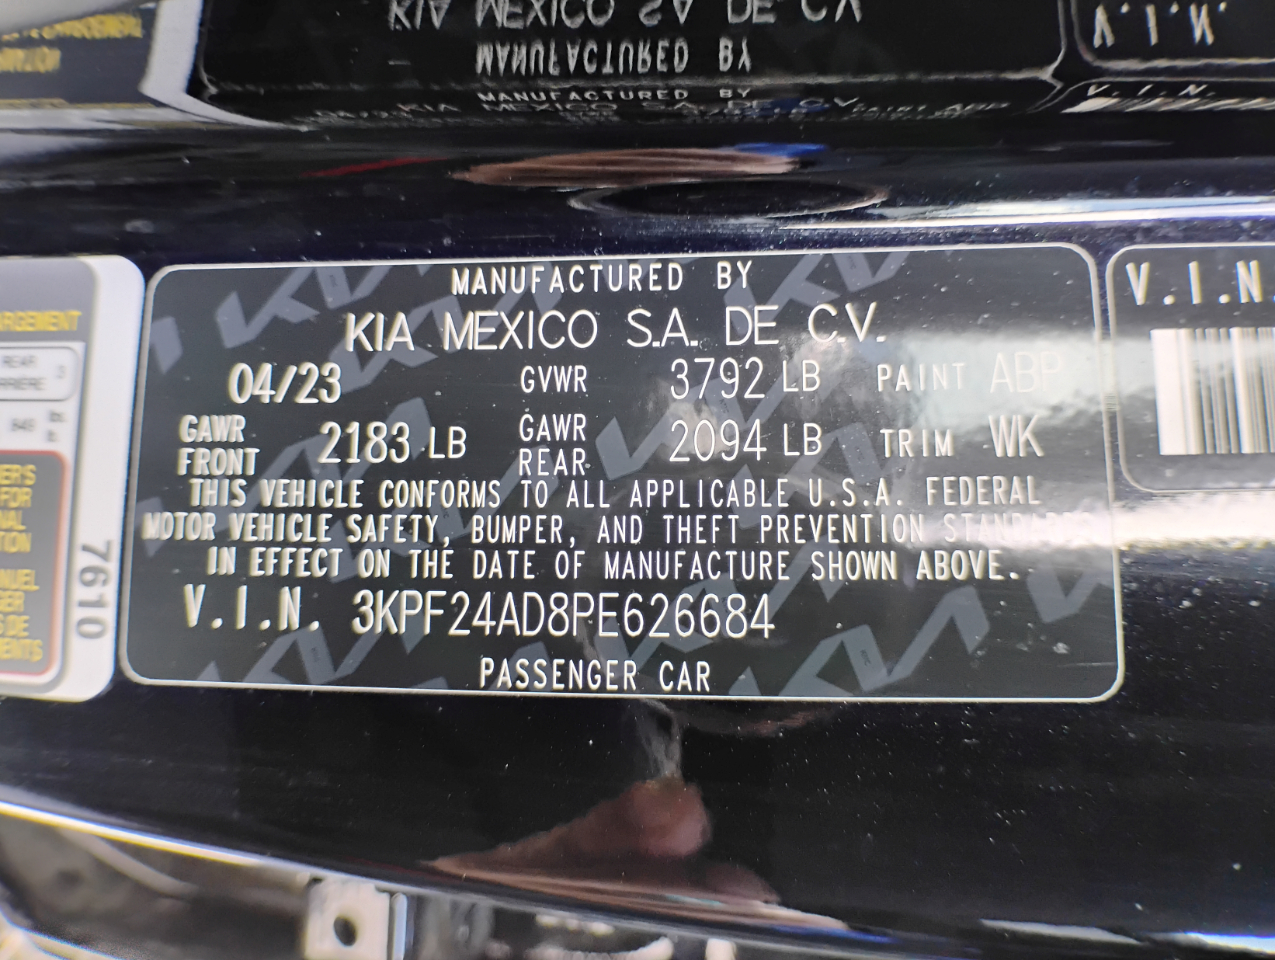 MANUFACTURED BY
KIA MEXICO S.A. DE C.V.
04/23 GVWR 3792 LB PAINT ABP
GAWR FRONT 2183 LB GAWR REAR 2094 LB TRIM WK
THIS VEHICLE CONFORMS TO ALL APPLICABLE U.S.A. FEDERAL
MOTOR VEHICLE SAFETY, BUMPER, AND THEFT PREVENTION STANDARDS
IN EFFECT ON THE DATE OF MANUFACTURE SHOWN ABOVE.
V.I.N. 3KPF24AD8PE626684
PASSENGER CAR
V.I.N.
REAR
7610